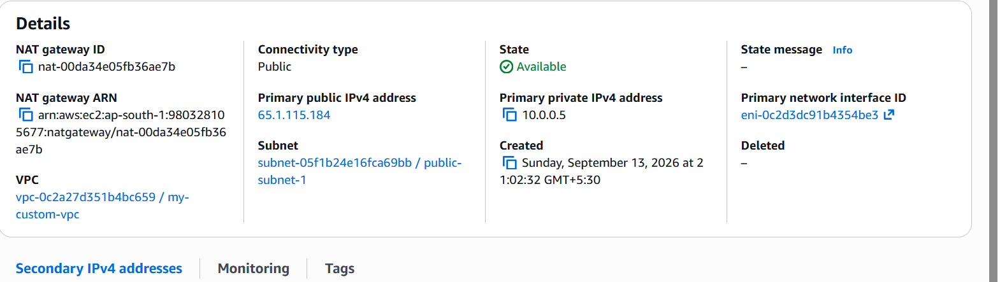 Details
NAT gateway ID
nat-00da34e05fb36ae7b
NAT gateway ARN
arn:aws:ec2:ap-south-1:98032810
5677:natgateway/nat-00da34e05fb36
ae7b
VPC
vpc-0c2a27d351b4bc659 / my-
custom-vpc
Connectivity type
Public
Primary public IPv4 address
65.1.115.184
Subnet
subnet-05f1b24e16fca69bb / public-
subnet-1
State
Available
Primary private IPv4 address
10.0.0.5
Created
Sunday, September 13, 2026 at 2
1:02:32 GMT+5:30
State message Info
–
Primary network interface ID
eni-0c2d3dc91b4354be3
Deleted
–
Secondary IPv4 addresses
Monitoring
Tags